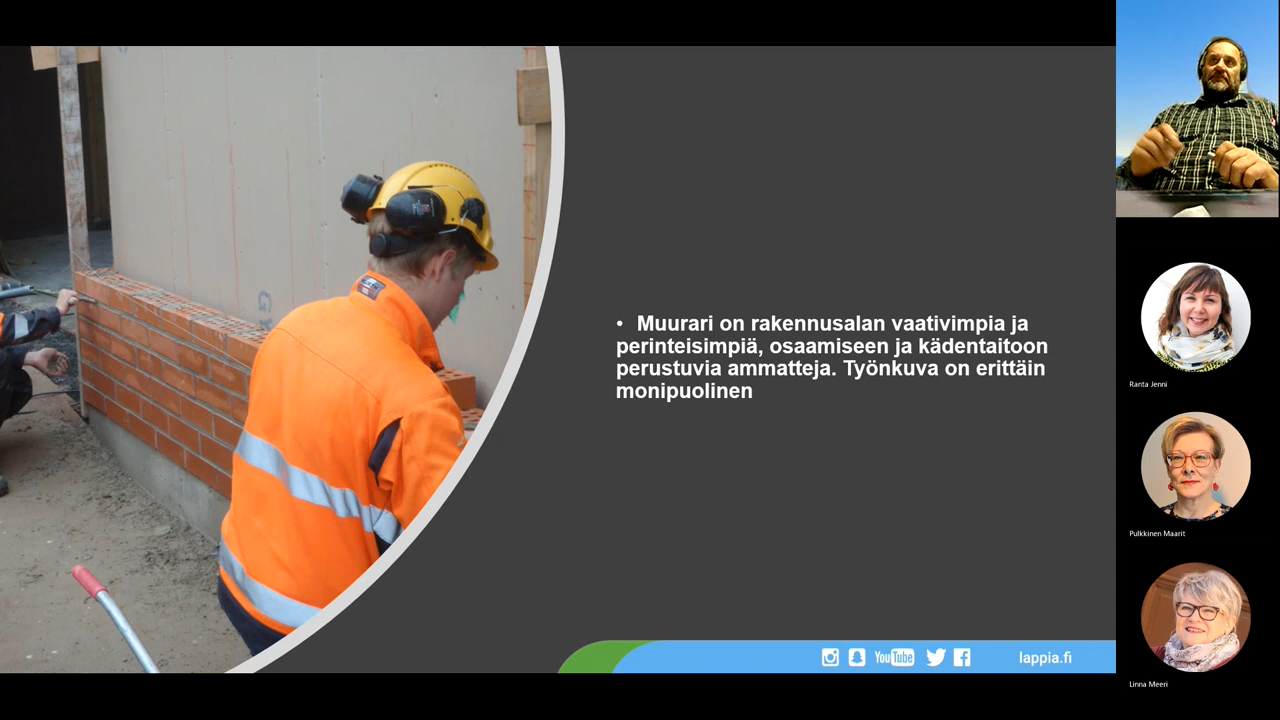 • Muurari on rakennusalan vaativimpia ja
perinteisimpiä, osaamiseen ja kädentaitoon
perustuvia ammatteja. Työnkuva on erittäin
monipuolinen
YouTube
lappia.fi
Ranta Jenni
Pulkkinen Maarit
Linna Meeri